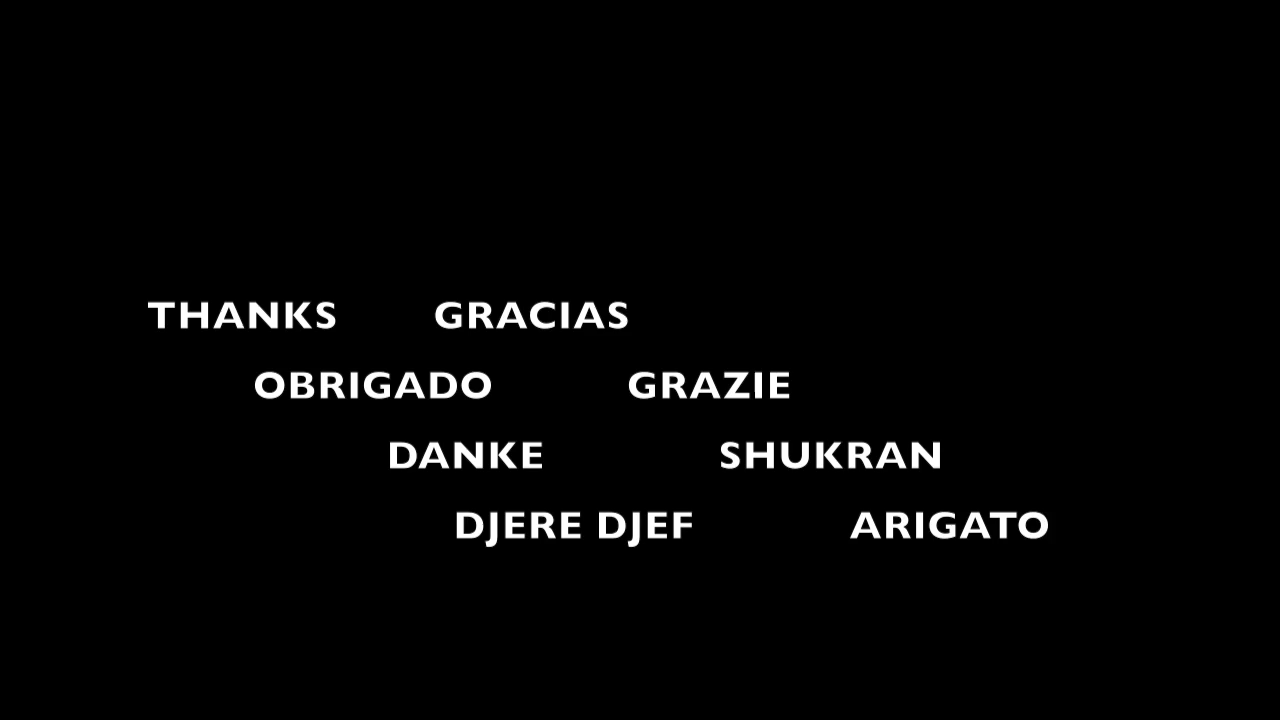 THANKS GRACIAS
OBRIGADO GRAZIE
DANKE SHUKRAN
DJERE DJEF ARIGATO